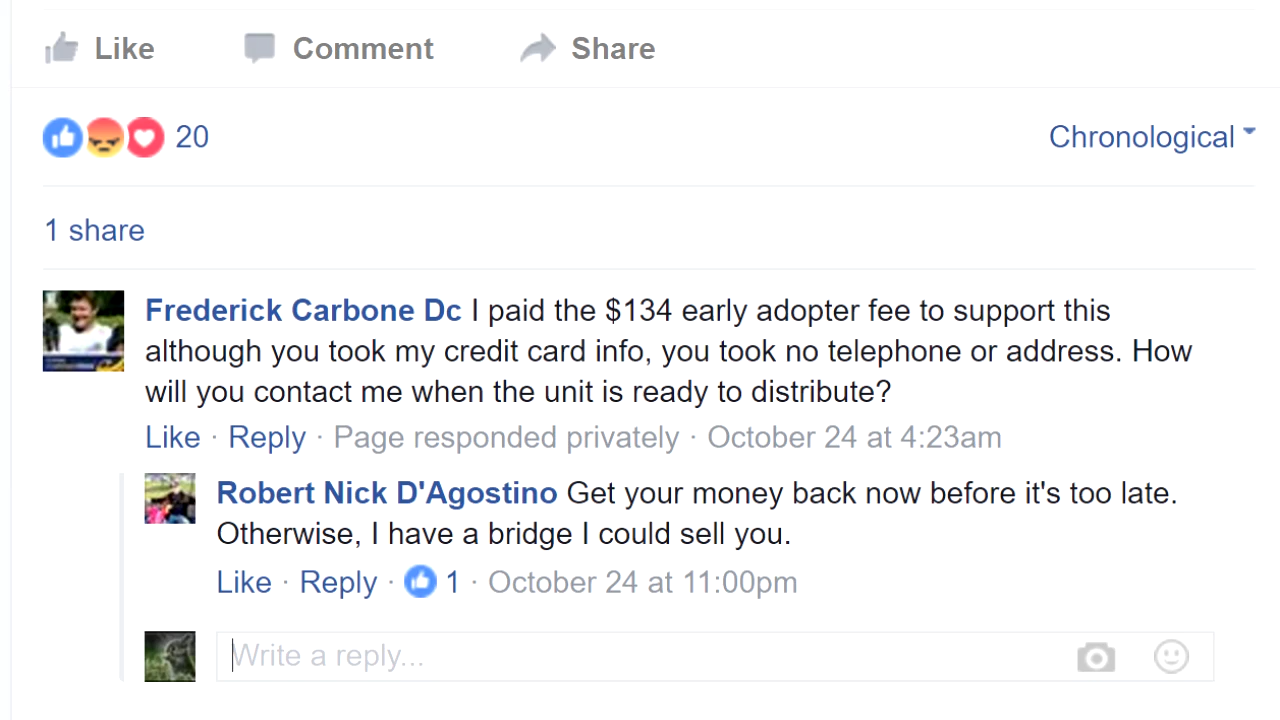 Like Comment Share
20 Chronological
1 share
Frederick Carbone Dc I paid the $134 early adopter fee to support this
although you took my credit card info, you took no telephone or address. How
will you contact me when the unit is ready to distribute?
Like · Reply · Page responded privately · October 24 at 4:23am
Robert Nick D'Agostino Get your money back now before it's too late.
Otherwise, I have a bridge I could sell you.
Like · Reply · 1 · October 24 at 11:00pm
Write a reply...